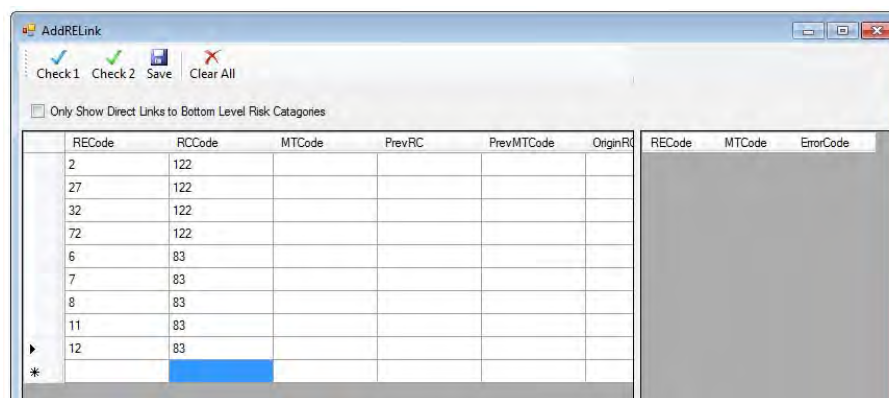 AddRELink
Check 1 Check 2 Save Clear All
Only Show Direct Links to Bottom Level Risk Catagories
RECode RCCode MTCode PrevRC PrevMTCode OriginRC RECode MTCode ErrorCode
2 122
27 122
32 122
72 122
6 83
7 83
8 83
11 83
12 83